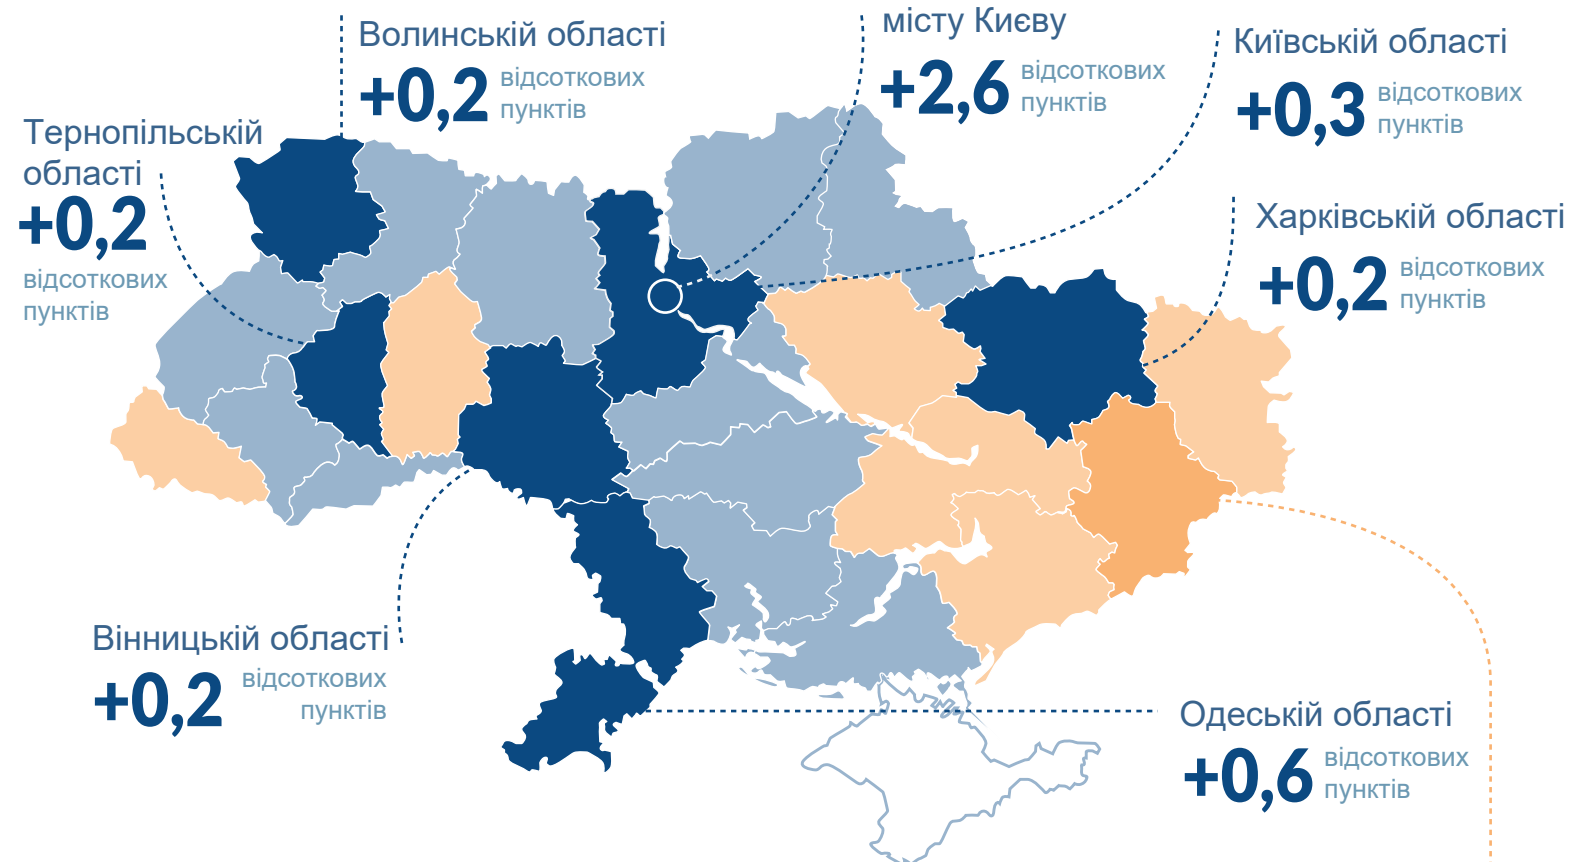 Волинській області
+0,2 відсоткових
пунктів
місту Києву
+2,6 відсоткових
пунктів
Київській області
+0,3 відсоткових
пунктів
Тернопільській
області
+0,2
відсоткових
пунктів
Харківській області
+0,2 відсоткових
пунктів
Вінницькій області
+0,2 відсоткових
пунктів
Одеській області
+0,6 відсоткових
пунктів